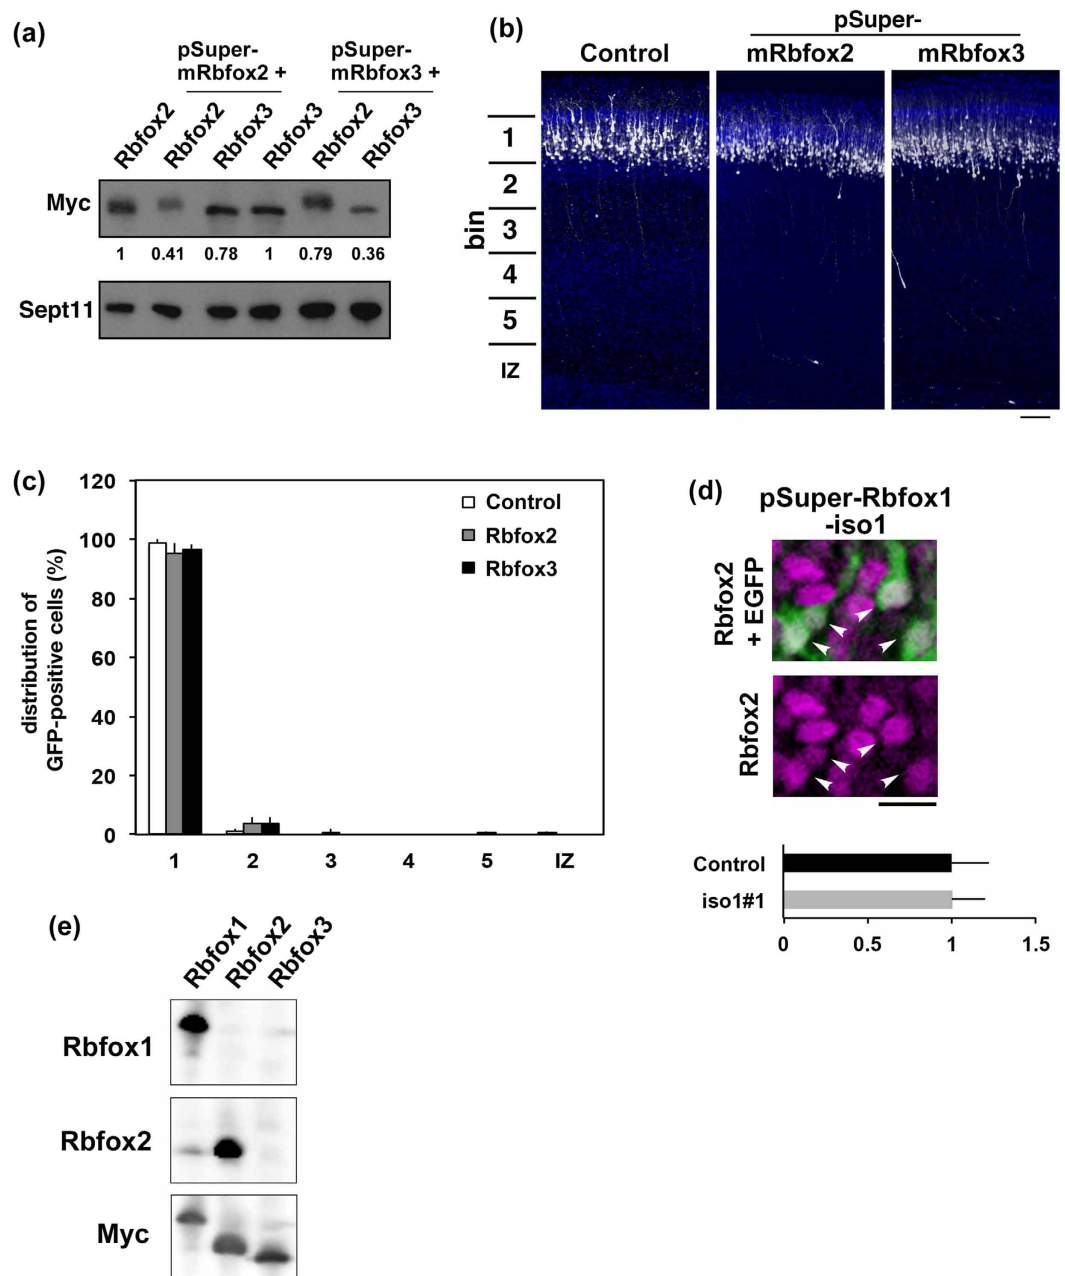 (a)
pSuper-
mRbfox2 +
pSuper-
mRbfox3 +
Rbfox2
Rbfox2
Rbfox3
Rbfox3
Rbfox2
Rbfox3
Myc
1 0.41 0.78 1 0.79 0.36
Sept11
(b)
pSuper-
Control mRbfox2 mRbfox3
bin
1
2
3
4
5
IZ
(c)
distribution of
GFP-positive cells (%)
120
100
80
60
40
20
0
Control
Rbfox2
Rbfox3
1 2 3 4 5 IZ
(d)
pSuper-Rbfox1
-iso1
Rbfox2
+ EGFP
Rbfox2
Control
iso1#1
0 0.5 1 1.5
(e)
Rbfox1
Rbfox2
Rbfox3
Rbfox1
Rbfox2
Myc